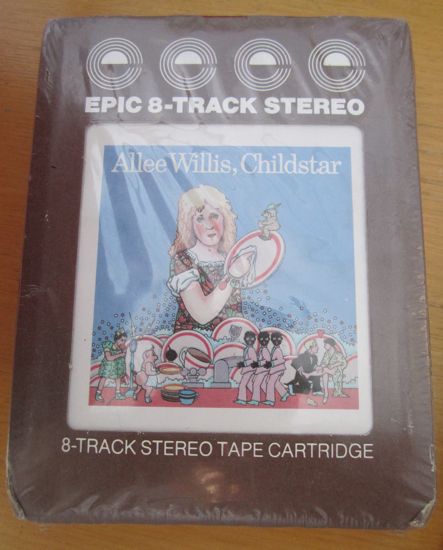 EPIC 8-TRACK STEREO
Allee Willis, Childstar
8-TRACK STEREO TAPE CARTRIDGE